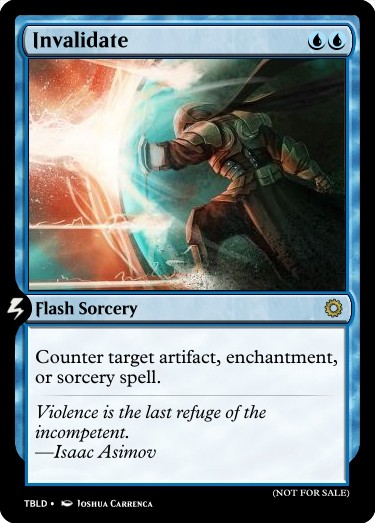 Invalidate
Flash Sorcery
Counter target artifact, enchantment,
or sorcery spell.
Violence is the last refuge of the
incompetent.
—Isaac Asimov
(NOT FOR SALE)
TBLD • Joshua Carrenca